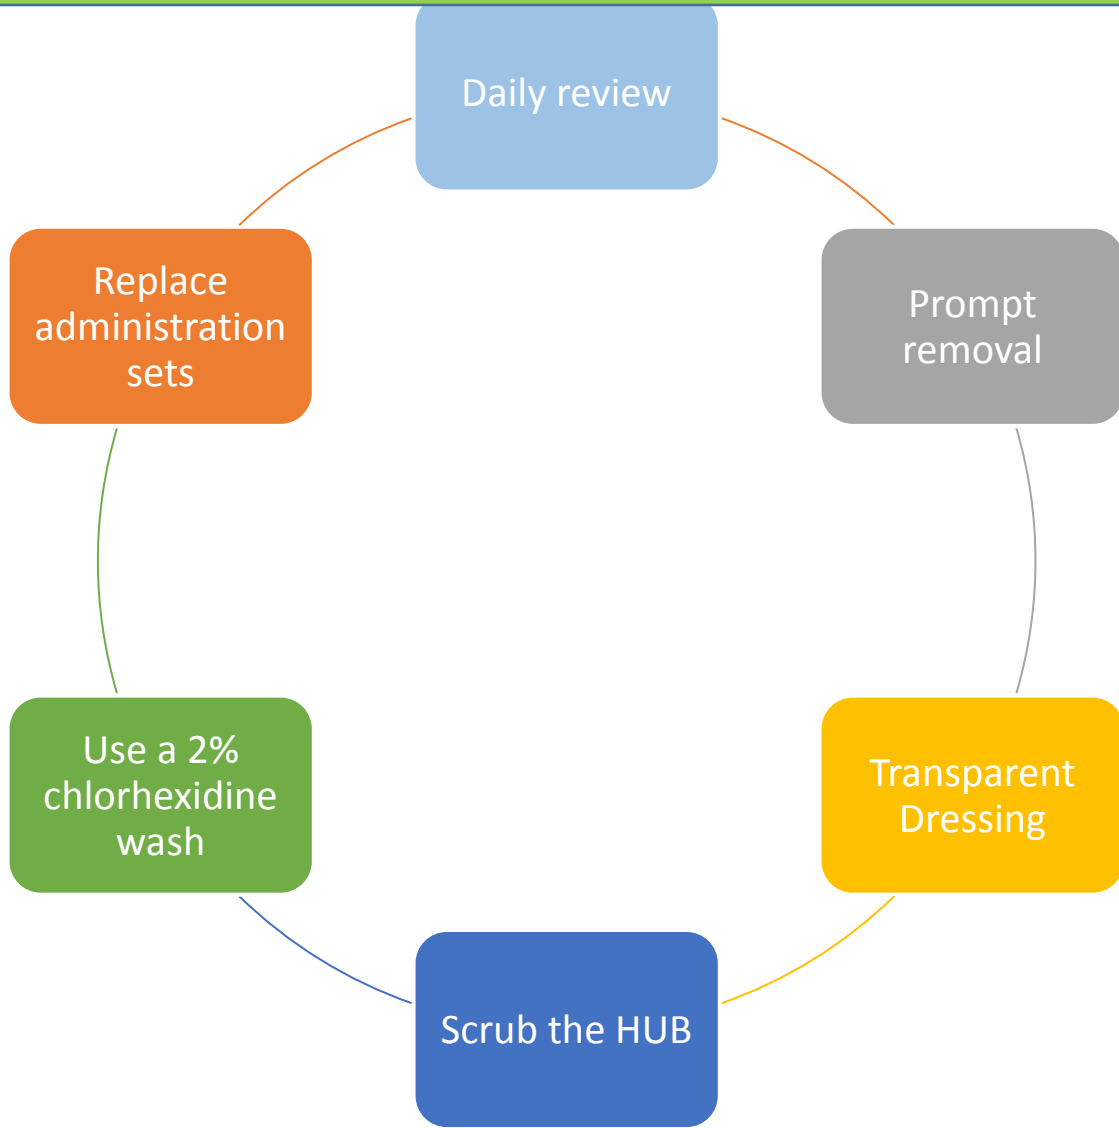 Daily review
Prompt
removal
Transparent
Dressing
Scrub the HUB
Use a 2%
chlorhexidine
wash
Replace
administration
sets